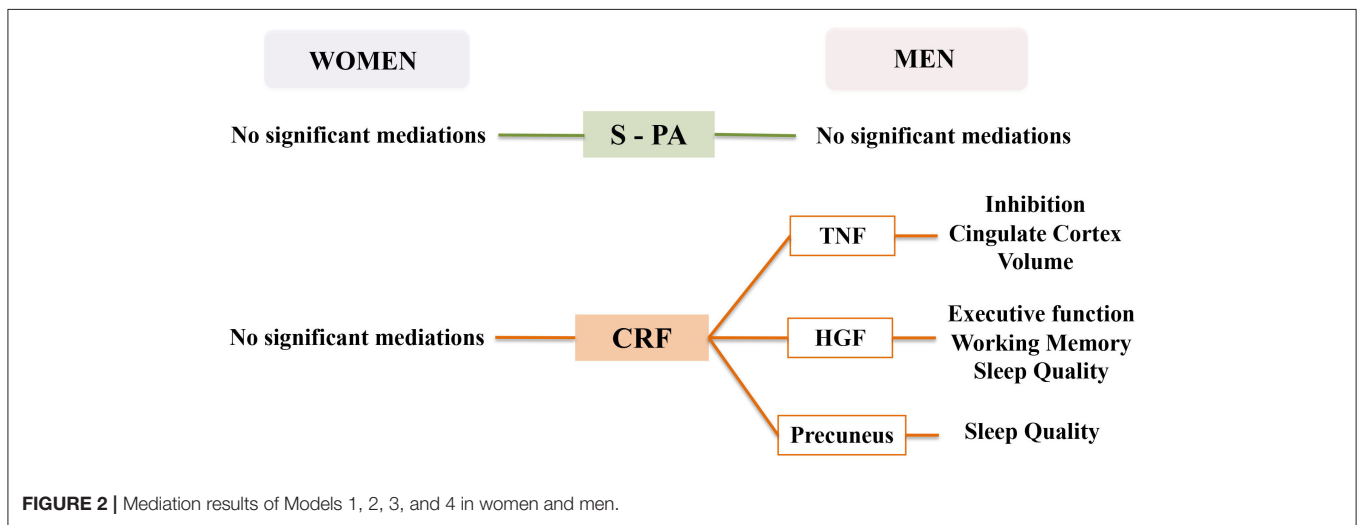 WOMEN
MEN
No significant mediations
S - PA
No significant mediations
TNF
Inhibition
Cingulate Cortex
Volume
No significant mediations
CRF
HGF
Executive function
Working Memory
Sleep Quality
Precuneus
Sleep Quality
FIGURE 2 | Mediation results of Models 1, 2, 3, and 4 in women and men.